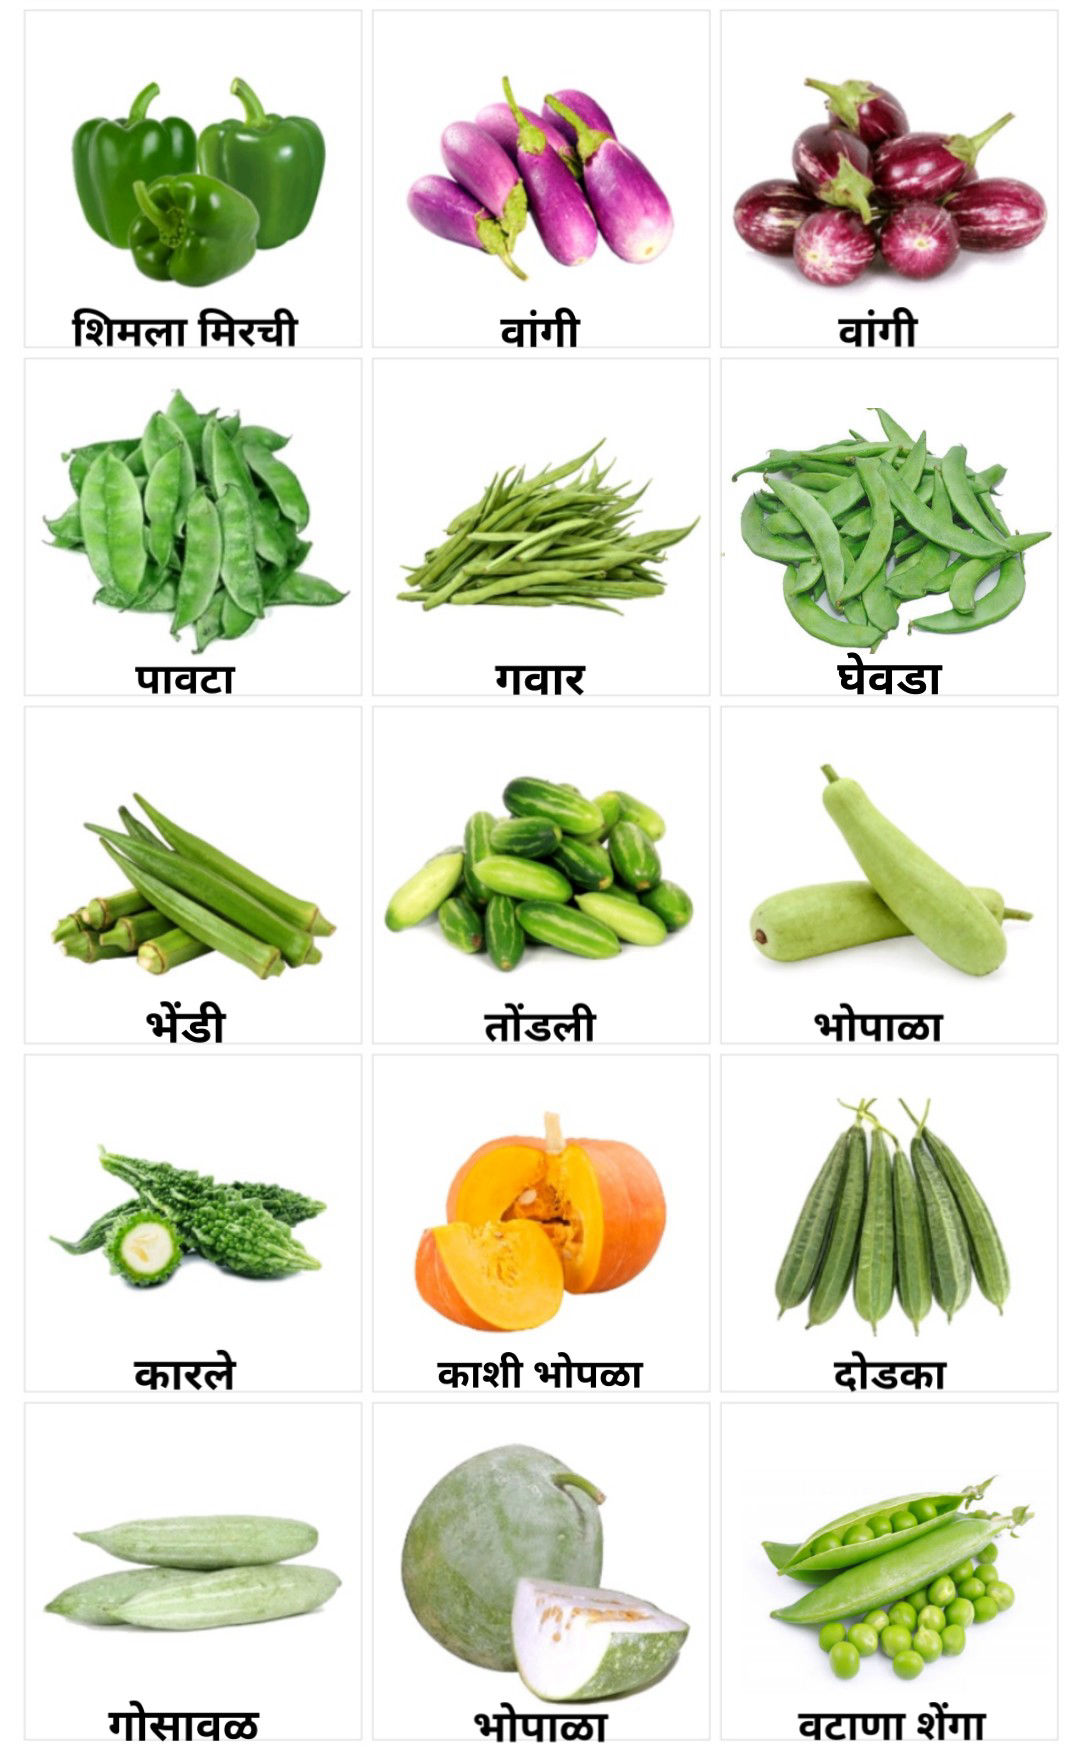 शिमला मिरची
वांगी
वांगी
पावटा
गवार
घेवडा
भेंडी
तोंडली
भोपाळा
कारले
काशी भोपळा
दोडका
गोसावळ
भोपाळा
वटाणा शेंगा